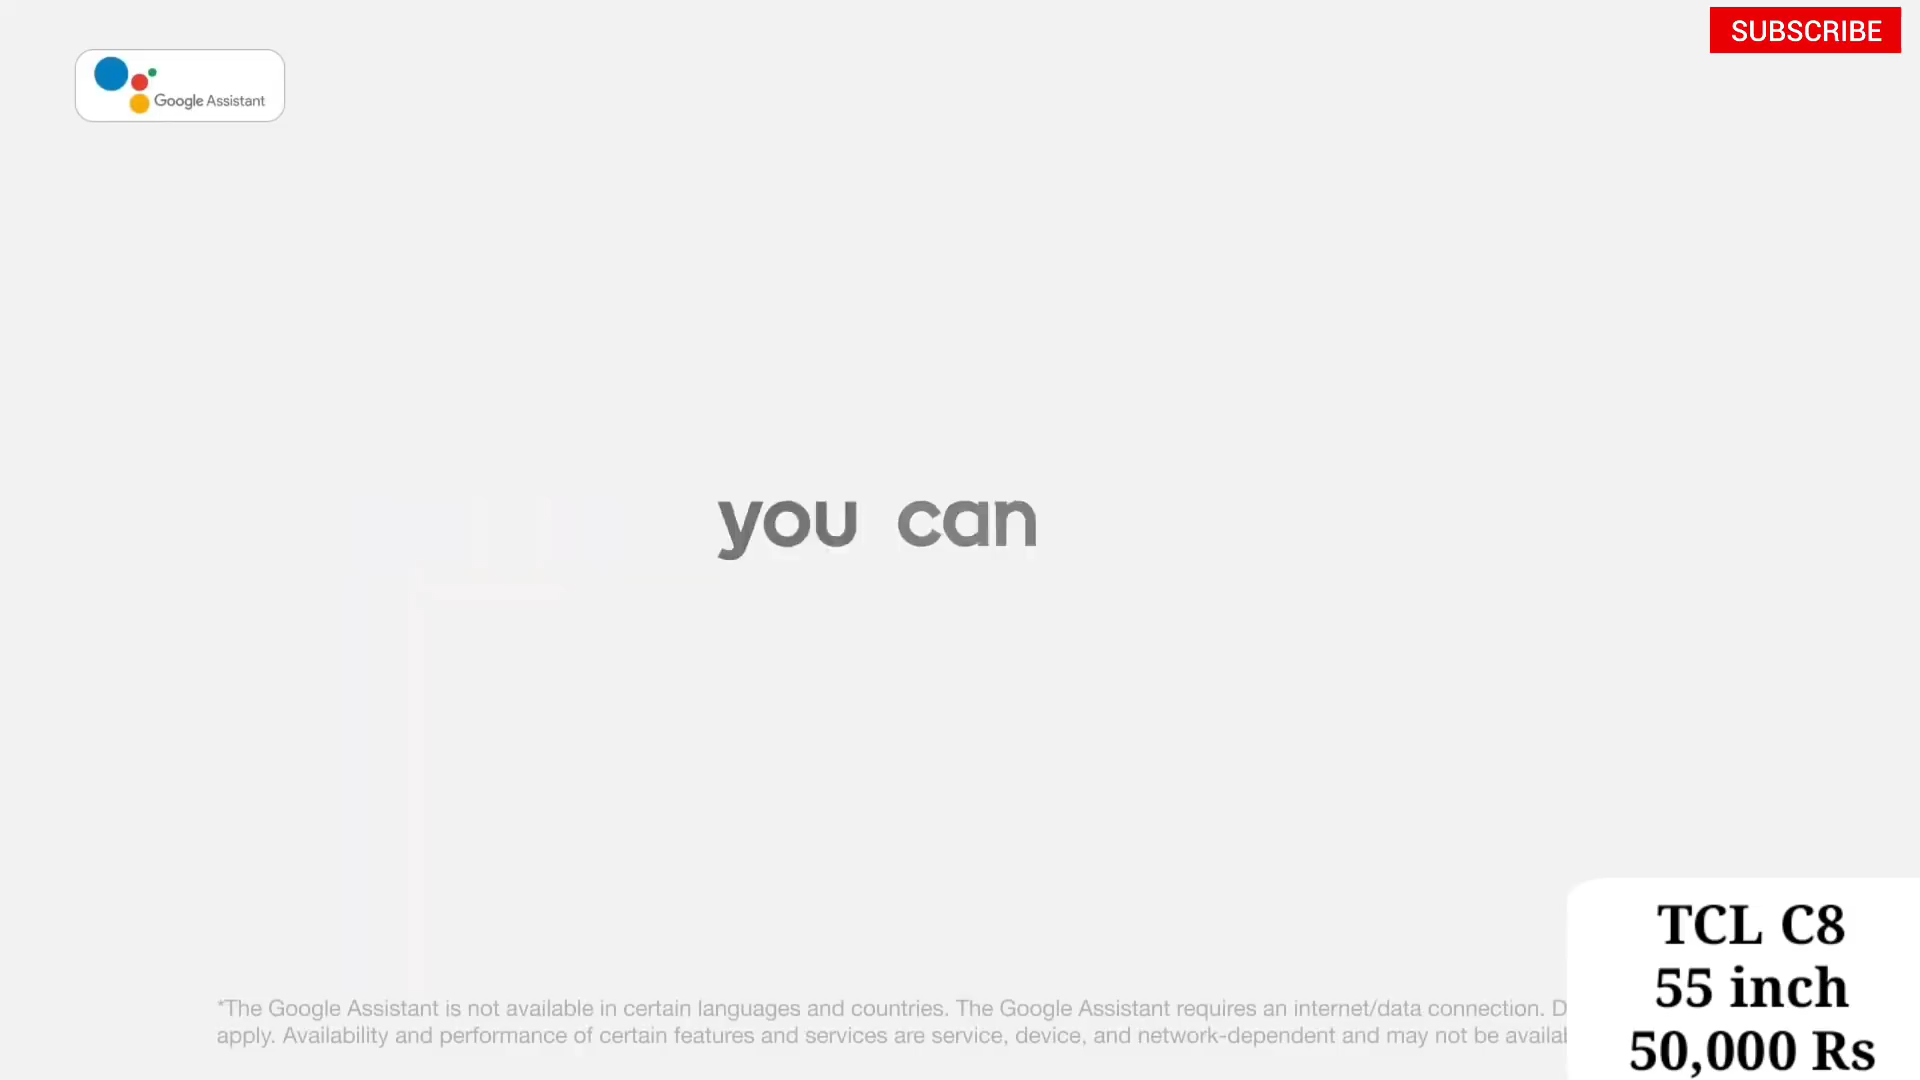 SUBSCRIBE
Google Assistant
you can
*The Google Assistant is not available in certain languages and countries. The Google Assistant requires an internet/data connection.
apply. Availability and performance of certain features and services are service, device, and network-dependent and may not be
TCL C8
55 inch
50,000 Rs